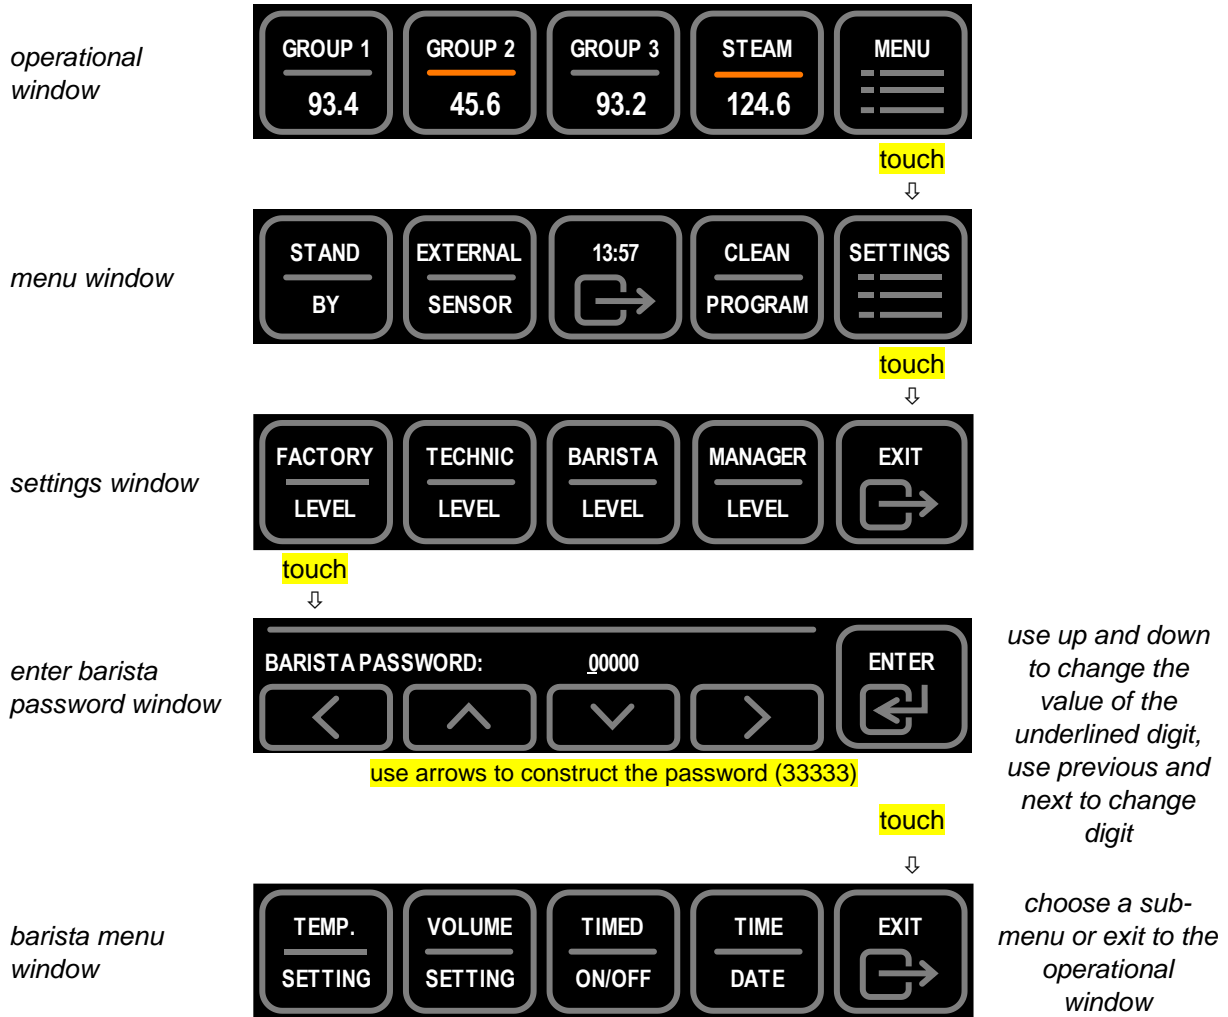 operational
window
GROUP 1 GROUP 2 GROUP 3 STEAM MENU
93.4 45.6 93.2 124.6
touch
⇩
menu window
STAND EXTERNAL 13:57 CLEAN SETTINGS
BY SENSOR PROGRAM
touch
⇩
settings window
FACTORY TECHNIC BARISTA MANAGER EXIT
LEVEL LEVEL LEVEL LEVEL
touch
⇩
enter barista
password window
BARISTA PASSWORD: 00000 ENTER
use arrows to construct the password (33333)
use up and down
to change the
value of the
underlined digit,
use previous and
next to change
digit
touch
⇩
barista menu
window
TEMP. VOLUME TIMED TIME EXIT
SETTING SETTING ON/OFF DATE
choose a sub-
menu or exit to the
operational
window